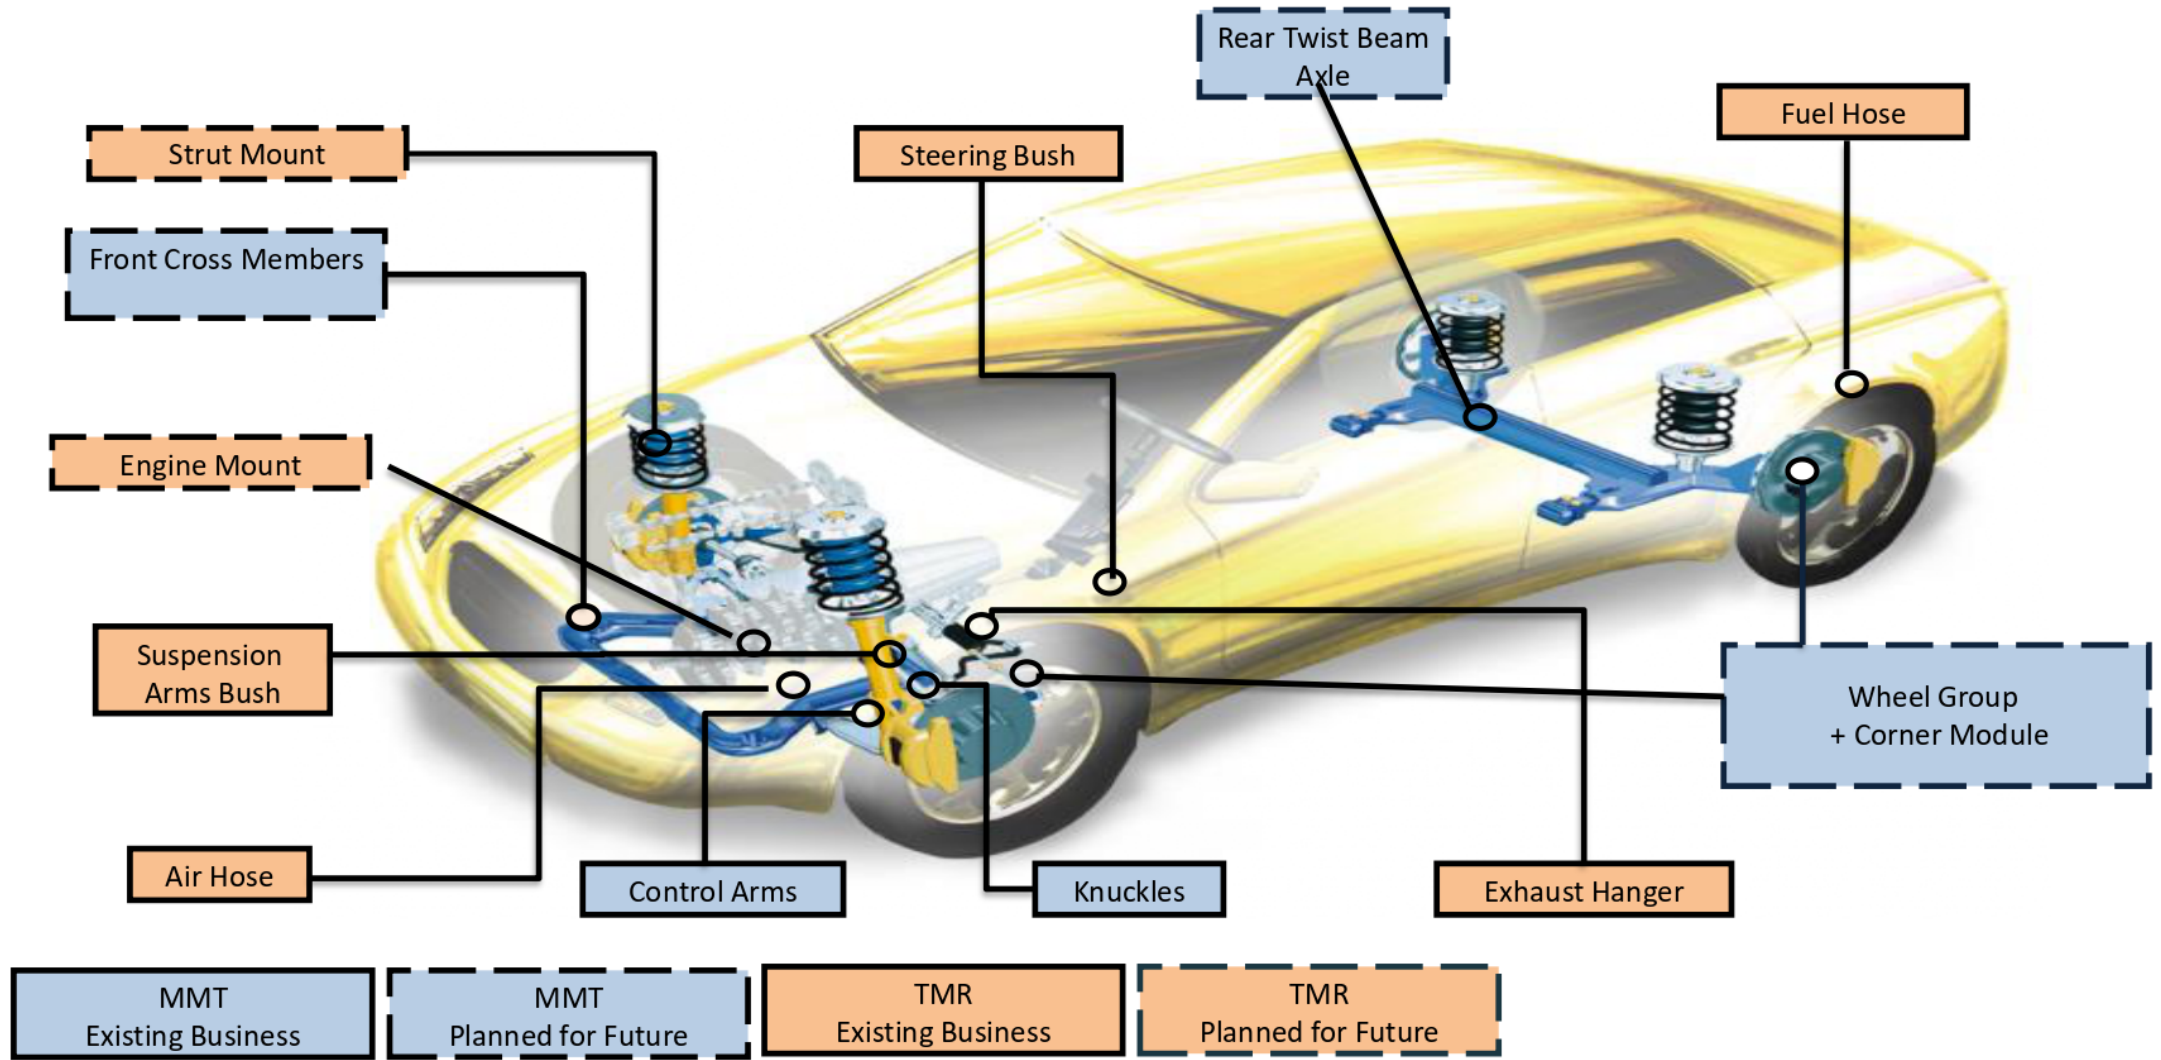 Rear Twist Beam
Axle
Fuel Hose
Strut Mount
Steering Bush
Front Cross Members
Engine Mount
Suspension
Arms Bush
Wheel Group
+ Corner Module
Air Hose
Control Arms
Knuckles
Exhaust Hanger
MMT
Existing Business
MMT
Planned for Future
TMR
Existing Business
TMR
Planned for Future